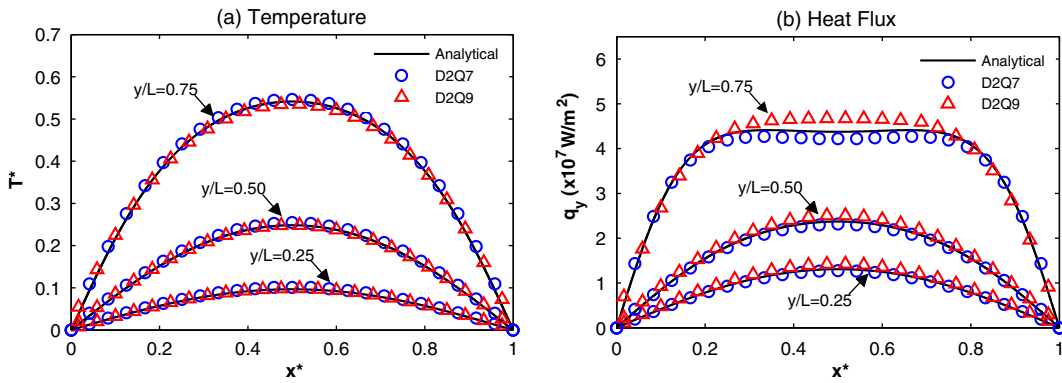 (a) Temperature
0.7
0.6
0.5
0.4
0.3
0.2
0.1
0
T*
Analytical
D2Q7
D2Q9
y/L=0.75
y/L=0.50
y/L=0.25
0 0.2 0.4 0.6 0.8 1
x*
(b) Heat Flux
6
5
4
3
2
1
0
q_y (x10^7 W/m^2)
Analytical
D2Q7
D2Q9
y/L=0.75
y/L=0.50
y/L=0.25
0 0.2 0.4 0.6 0.8 1
x*